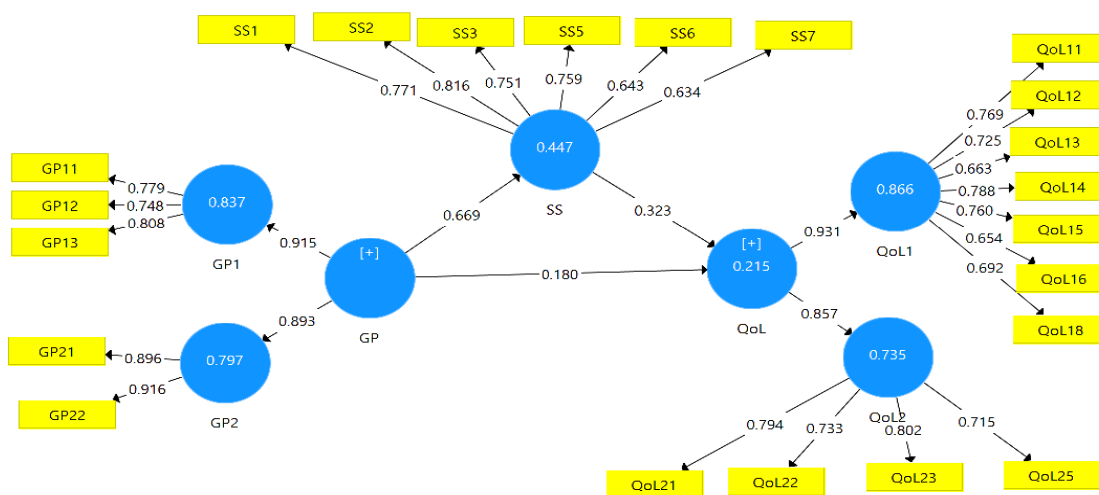 SS1
SS2
SS3
SS5
SS6
SS7
0.771
0.816
0.751
0.759
0.643
0.634
0.447
SS
GP11
GP12
GP13
0.779
0.748
0.808
0.837
GP1
0.915
0.669
[+]
GP
0.893
0.180
0.323
GP21
GP22
0.896
0.916
0.797
GP2
[+]
0.215
QoL
0.931
0.857
0.866
QoL1
0.769
0.725
0.663
0.788
0.760
0.654
0.692
QoL11
QoL12
QoL13
QoL14
QoL15
QoL16
QoL18
0.735
QoL2
0.794
0.733
0.802
0.715
QoL21
QoL22
QoL23
QoL25